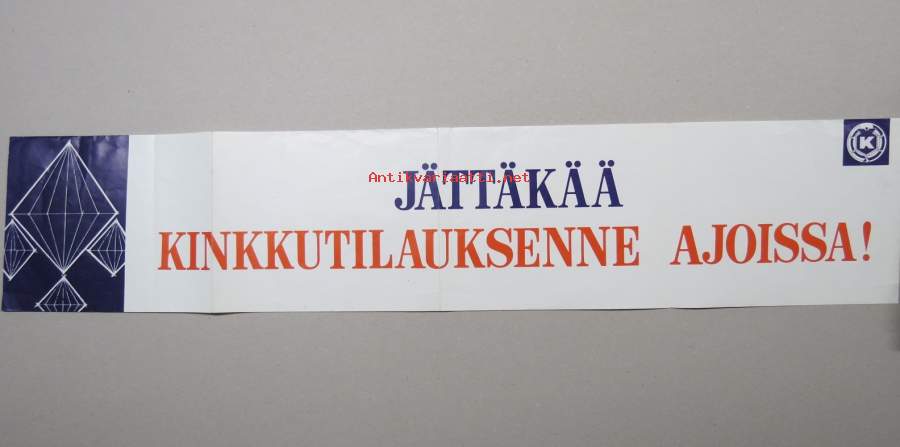 K
JÄTTÄKÄÄ
Antikvariaatti.net
KINKKUTILAUKSENNE AJOISSA!